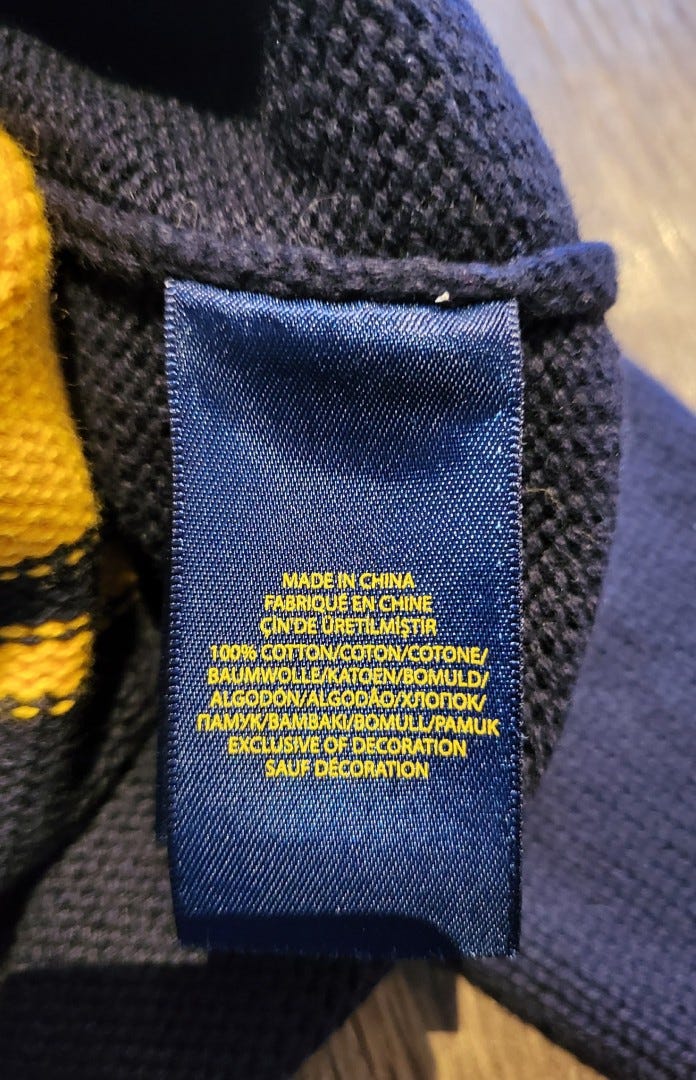 MADE IN CHINA
FABRIQUÉ EN CHINE
ÇİN'DE ÜRETİLMİŞTİR
100% COTTON/COTON/COTONE/
BAUMWOLLE/KATOEN/BOMULD/
ALGODON/ALGODÃO/ХЛОПОК/
ПАМУК/BAMBAKI/BOMULL/PAMUK
EXCLUSIVE OF DECORATION
SAUF DÉCORATION